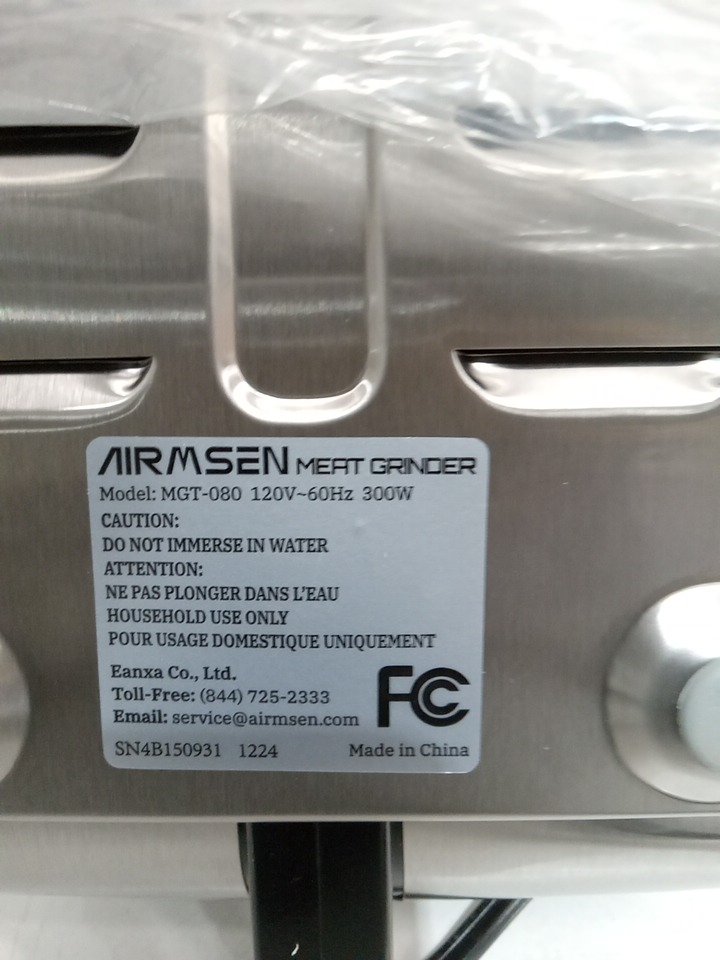 AIRMSEN MEAT GRINDER
Model: MGT-080 120V~60Hz 300W
CAUTION:
DO NOT IMMERSE IN WATER
ATTENTION:
NE PAS PLONGER DANS L'EAU
HOUSEHOLD USE ONLY
POUR USAGE DOMESTIQUE UNIQUEMENT
Eanxa Co., Ltd.
Toll-Free: (844) 725-2333
Email: service@airmsen.com
FC
SN4B150931 1224 Made in China